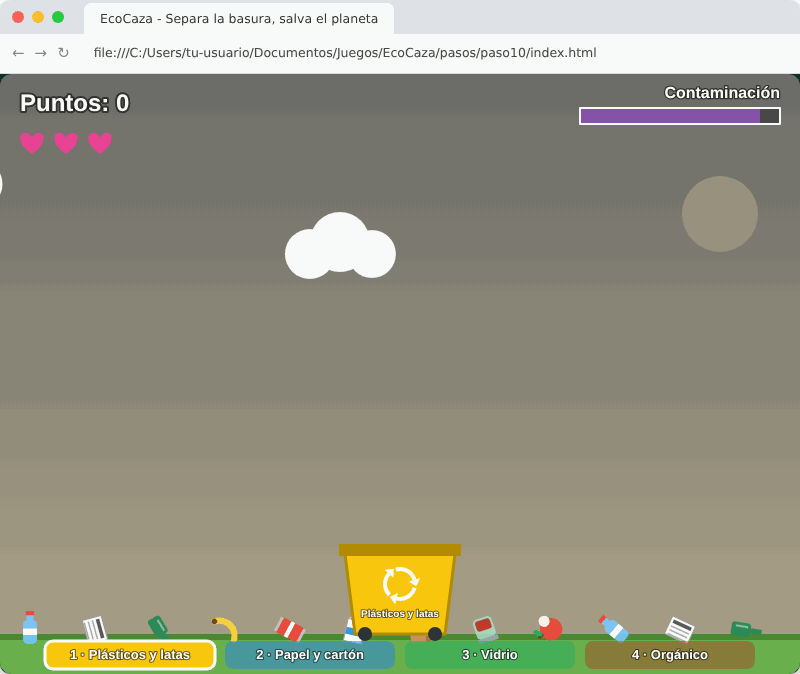 EcoCaza - Separa la basura, salva el planeta
file:///C:/Users/tu-usuario/Documentos/Juegos/EcoCaza/pasos/paso10/index.html
Puntos: 0
Contaminación
Plásticos y latas
1 · Plásticos y latas
2 · Papel y cartón
3 · Vidrio
4 · Orgánico